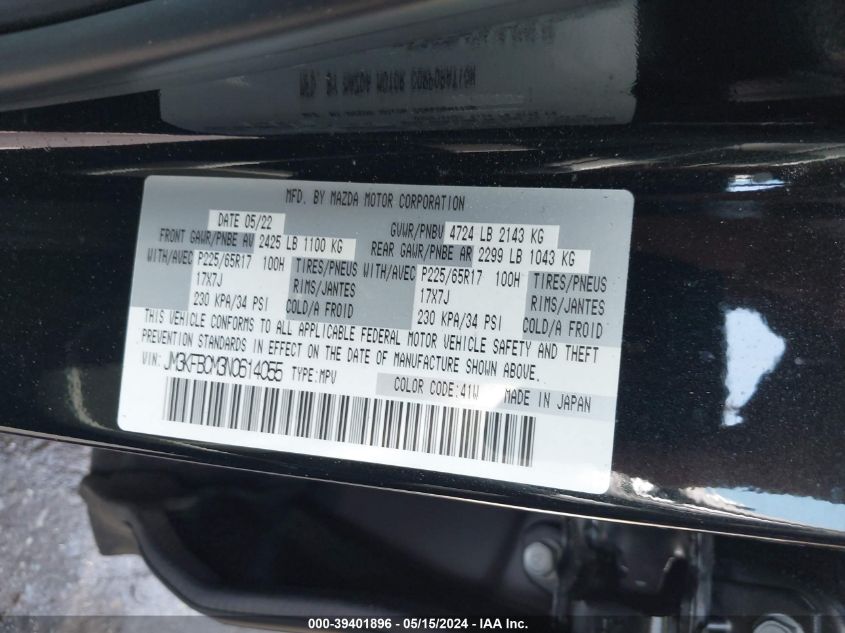 MFD. BY MAZDA MOTOR CORPORATION
MFD. BY MAZDA MOTOR CORPORATION
DATE 05/22 GVWR/PNBV 4724 LB 2143 KG
FRONT GAWR/PNBE AV 2425 LB 1100 KG REAR GAWR/PNBE AR 2299 LB 1043 KG
WITH/AVEC P225/65R17 100H TIRES/PNEUS WITH/AVEC P225/65R17 100H TIRES/PNEUS
17X7J RIMS/JANTES 17X7J RIMS/JANTES
230 KPA/34 PSI COLD/A FROID 230 KPA/34 PSI COLD/A FROID
THIS VEHICLE CONFORMS TO ALL APPLICABLE FEDERAL MOTOR VEHICLE SAFETY AND THEFT
PREVENTION STANDARDS IN EFFECT ON THE DATE OF MANUFACTURE SHOWN ABOVE.
VIN: JM3KFBCM3N0614055 TYPE:MPV COLOR CODE:41W MADE IN JAPAN
000-39401896 - 05/15/2024 - IAA Inc.